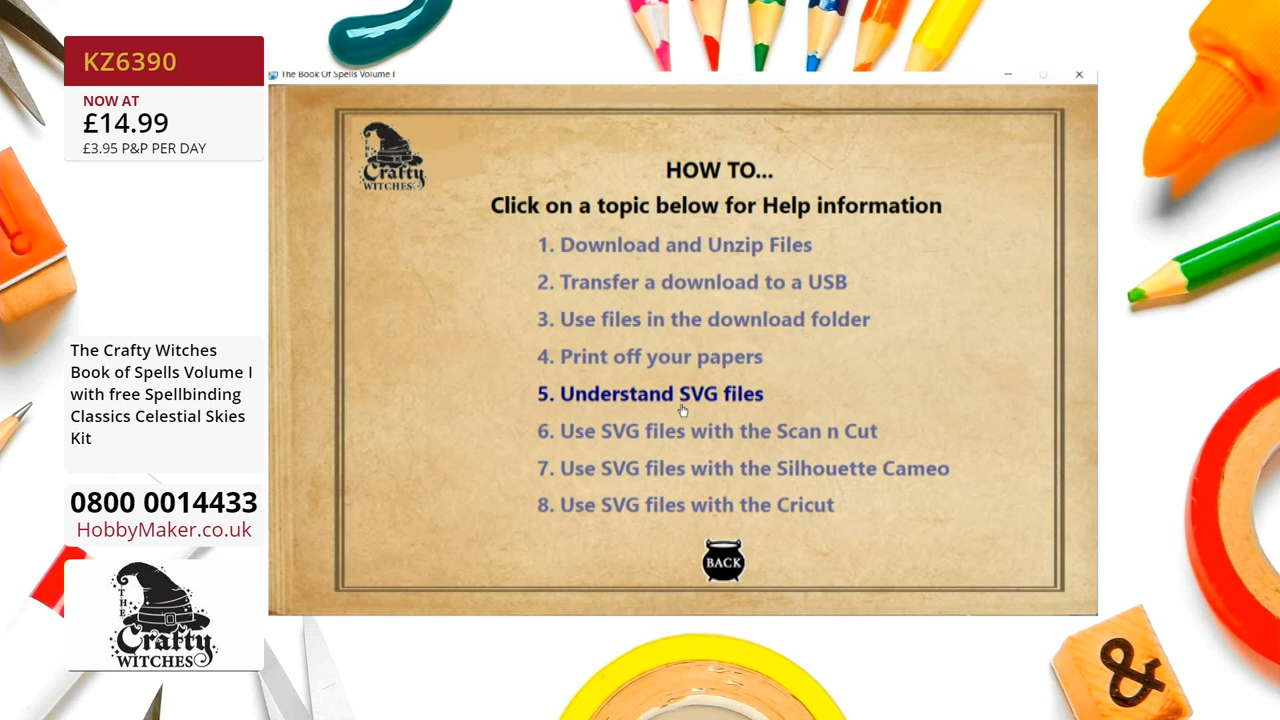 KZ6390
NOW AT
£14.99
£3.95 P&P PER DAY
The Crafty Witches
Book of Spells Volume I
with free Spellbinding
Classics Celestial Skies
Kit
0800 0014433
HobbyMaker.co.uk
THE
Crafty
WITCHES
The Book Of Spells Volume I
THE
Crafty
WITCHES
HOW TO...
Click on a topic below for Help information
1. Download and Unzip Files
2. Transfer a download to a USB
3. Use files in the download folder
4. Print off your papers
5. Understand SVG files
6. Use SVG files with the Scan n Cut
7. Use SVG files with the Silhouette Cameo
8. Use SVG files with the Cricut
BACK
&